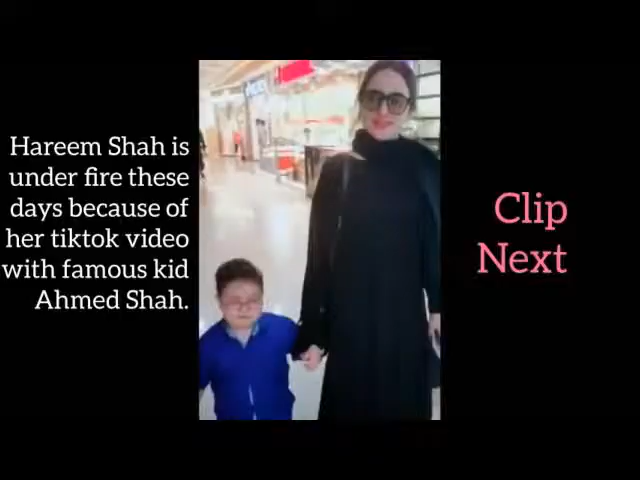 Hareem Shah is
under fire these
days because of
her tiktok video
with famous kid
Ahmed Shah.
Clip
Next